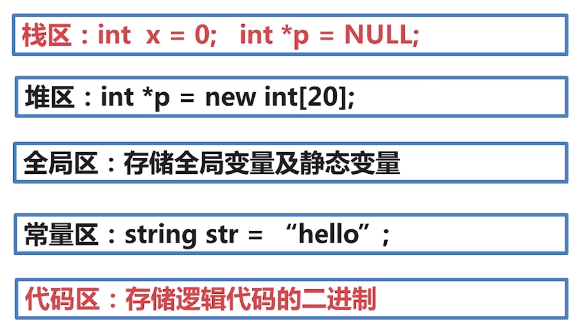 栈区：int x = 0; int *p = NULL;
堆区：int *p = new int[20];
全局区：存储全局变量及静态变量
常量区：string str = “hello”;
代码区：存储逻辑代码的二进制